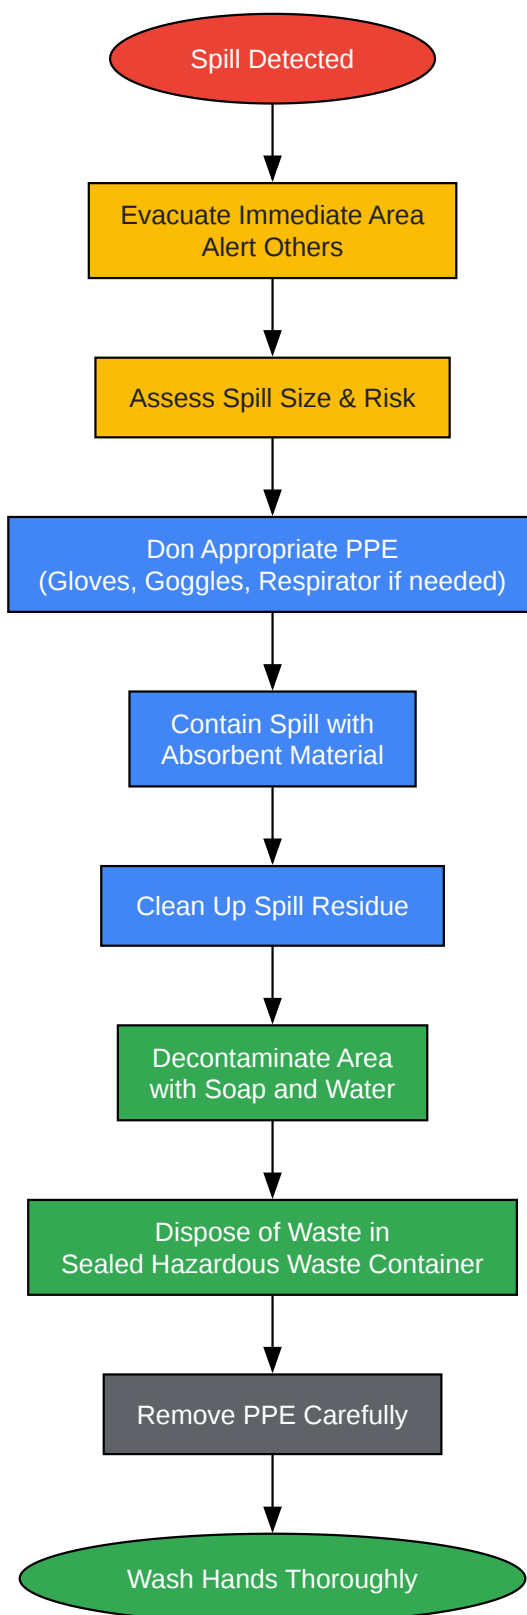 Spill Detected
Evacuate Immediate Area
Alert Others
Assess Spill Size & Risk
Don Appropriate PPE
(Gloves, Goggles, Respirator if needed)
Contain Spill with
Absorbent Material
Clean Up Spill Residue
Decontaminate Area
with Soap and Water
Dispose of Waste in
Sealed Hazardous Waste Container
Remove PPE Carefully
Wash Hands Thoroughly